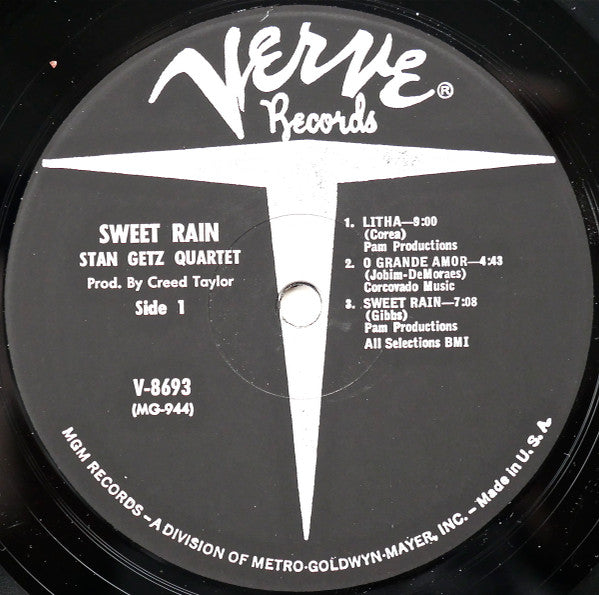 VERVE®
Records
SWEET RAIN
STAN GETZ QUARTET
Prod. By Creed Taylor
Side 1
V-8693
(MG-944)
1. LITHA—9:00
(Corea)
Pam Productions
2. O GRANDE AMOR—4:43
(Jobim-DeMoraes)
Corcovado Music
3. SWEET RAIN—7:08
(Gibbs)
Pam Productions
All Selections BMI
MGM RECORDS – A DIVISION OF METRO-GOLDWYN-MAYER, INC. – Made in U. S. A.